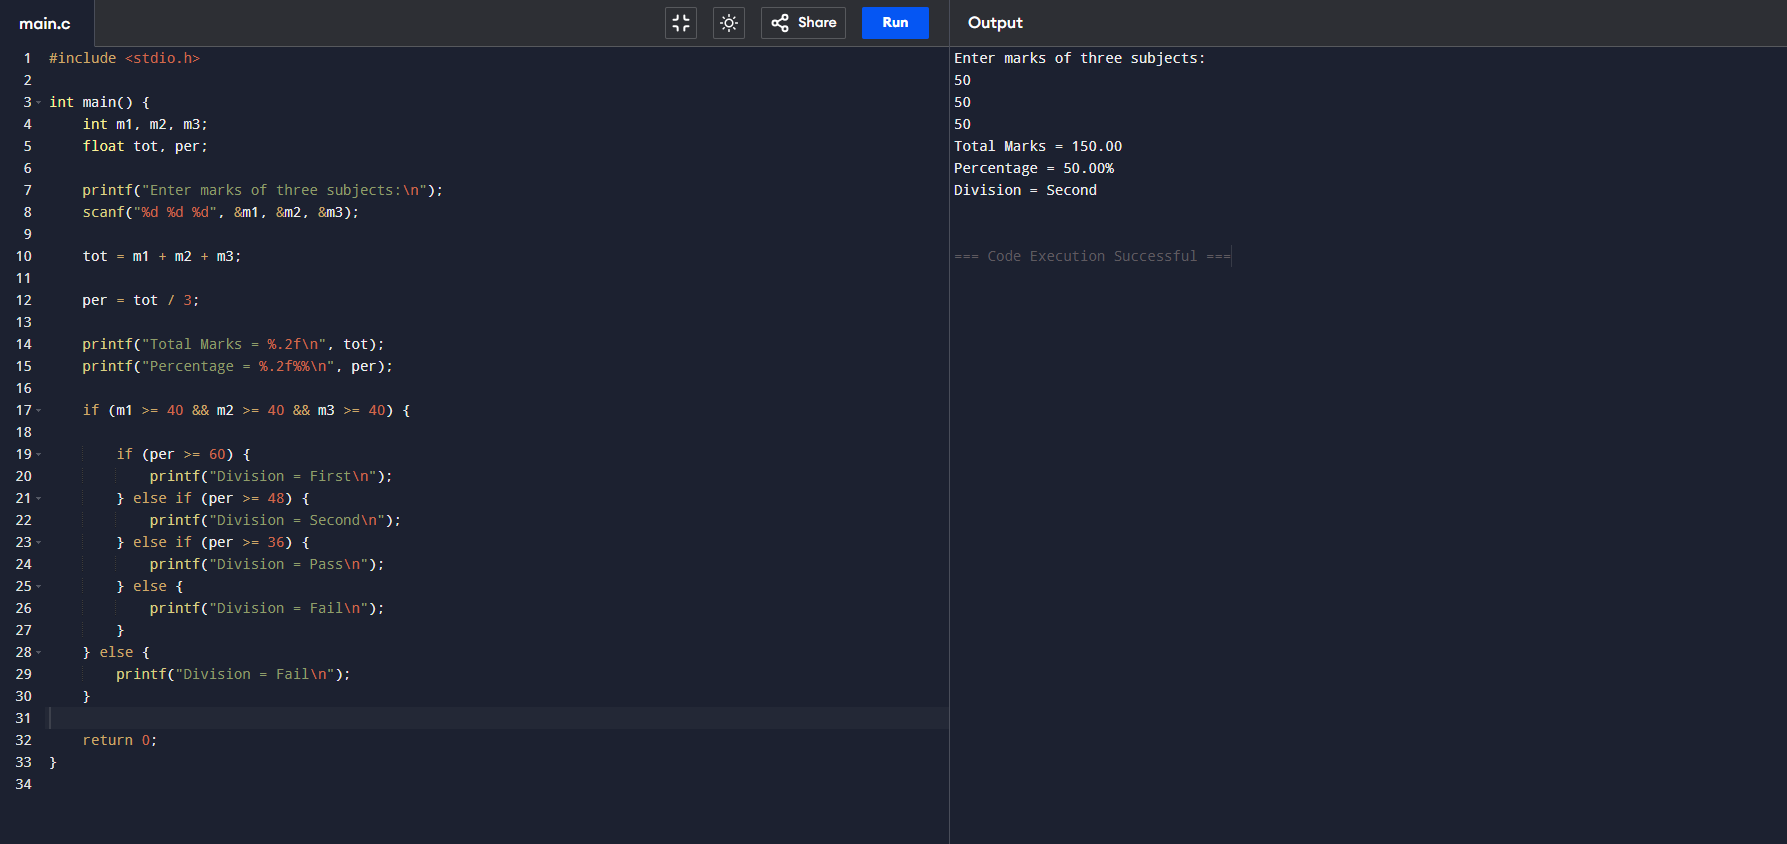 main.c
Share
Run
Output
1 #include <stdio.h>
2
3 int main() {
4     int m1, m2, m3;
5     float tot, per;
6
7     printf("Enter marks of three subjects:\n");
8     scanf("%d %d %d", &m1, &m2, &m3);
9
10     tot = m1 + m2 + m3;
11
12     per = tot / 3;
13
14     printf("Total Marks = %.2f\n", tot);
15     printf("Percentage = %.2f%%\n", per);
16
17     if (m1 >= 40 && m2 >= 40 && m3 >= 40) {
18
19         if (per >= 60) {
20             printf("Division = First\n");
21         } else if (per >= 48) {
22             printf("Division = Second\n");
23         } else if (per >= 36) {
24             printf("Division = Pass\n");
25         } else {
26             printf("Division = Fail\n");
27         }
28     } else {
29         printf("Division = Fail\n");
30     }
31
32     return 0;
33 }
34
Enter marks of three subjects:
50
50
50
Total Marks = 150.00
Percentage = 50.00%
Division = Second
=== Code Execution Successful ===